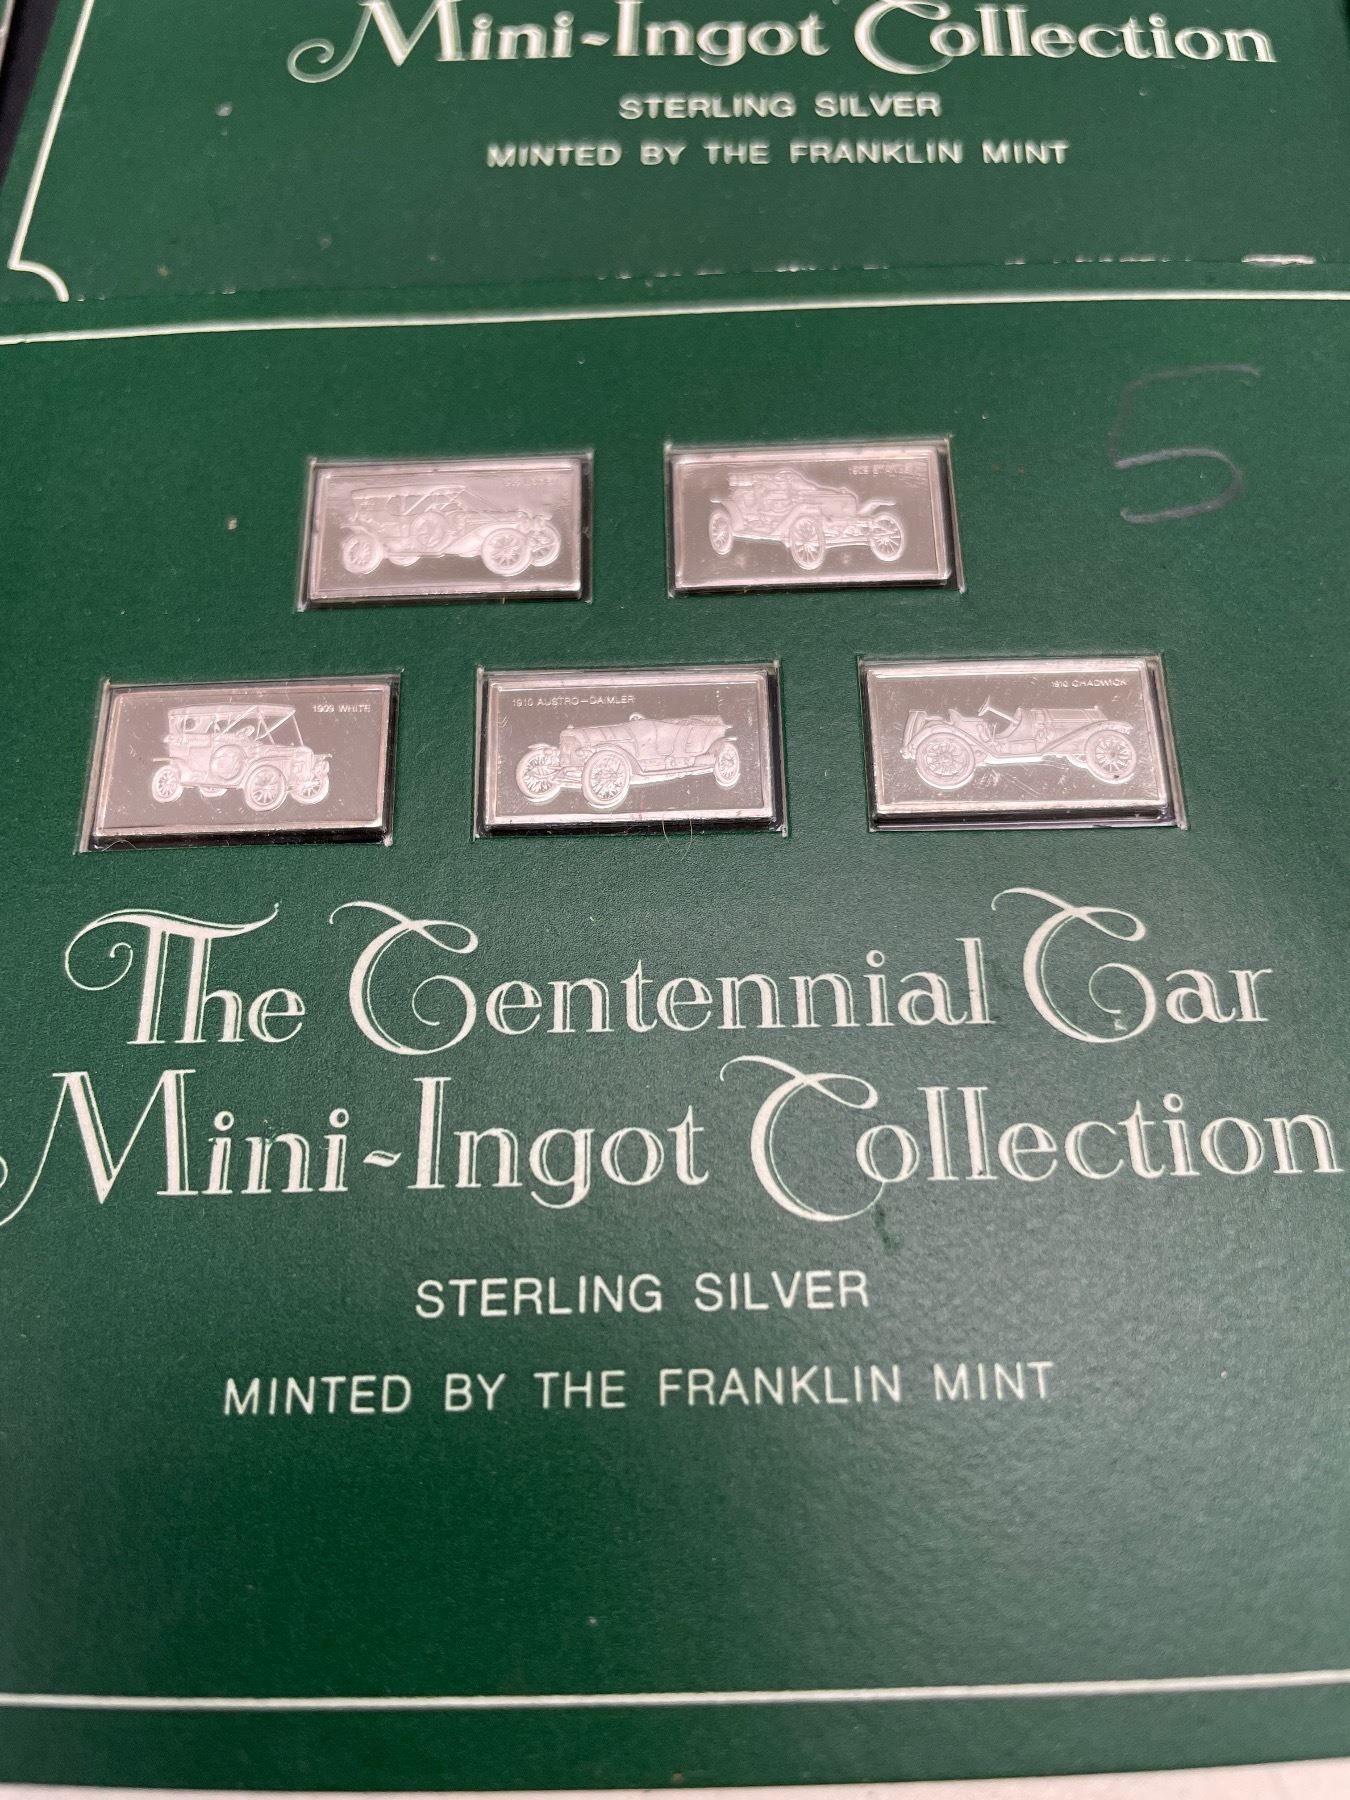 Mini-Ingot Collection
STERLING SILVER
MINTED BY THE FRANKLIN MINT
5
1909 WHITE
1910 AUSTRO-DAIMLER
1910 CHADWICK
The Centennial Car
Mini-Ingot Collection
STERLING SILVER
MINTED BY THE FRANKLIN MINT